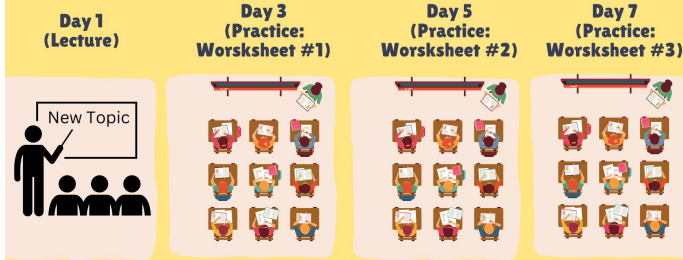 Day 1
(Lecture)
Day 3
(Practice:
Worsksheet #1)
Day 5
(Practice:
Worsksheet #2)
Day 7
(Practice:
Worsksheet #3)
New Topic